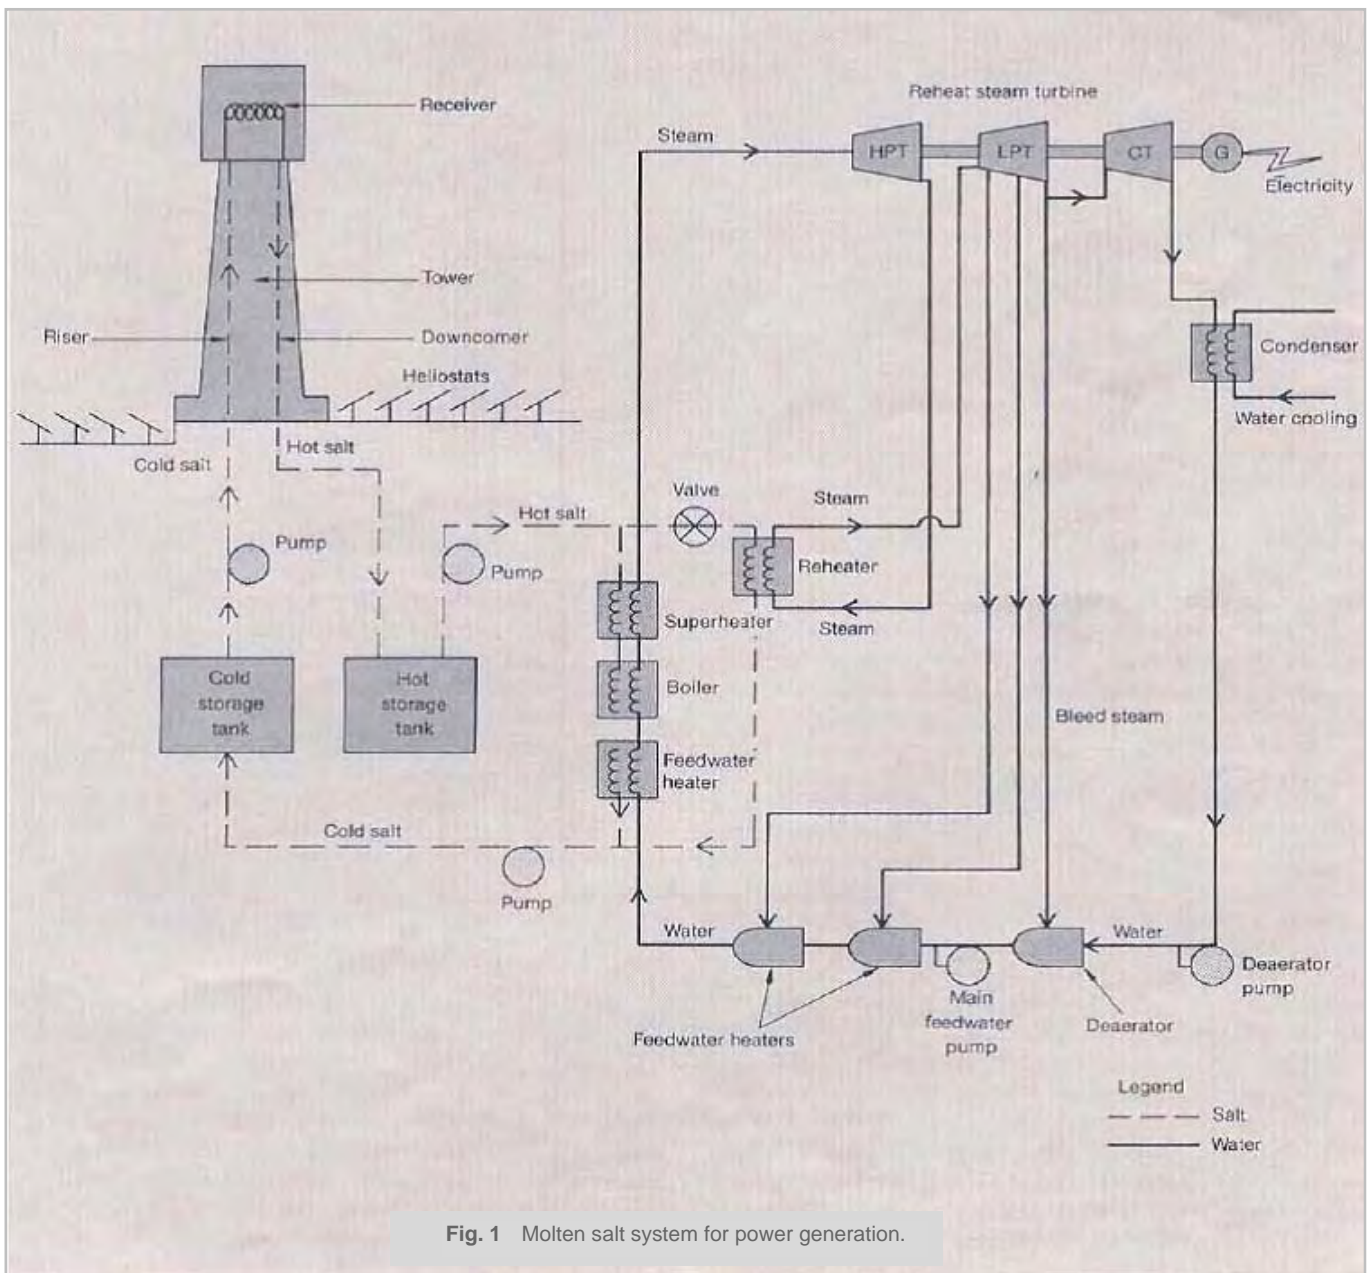 Receiver
Reheat steam turbine
Steam
HPT
LPT
CT
G
Electricity
Tower
Riser
Downcomer
Heliostats
Condenser
Water cooling
Cold salt
Hot salt
Valve
Steam
Hot salt
Pump
Pump
Reheater
Superheater
Steam
Cold
storage
tank
Hot
storage
tank
Boiler
Bleed steam
Feedwater
heater
Cold salt
Pump
Water
Water
Deaerator
pump
Main
feedwater
pump
Deaerator
Feedwater heaters
Legend
Salt
Water
Fig. 1 Molten salt system for power generation.